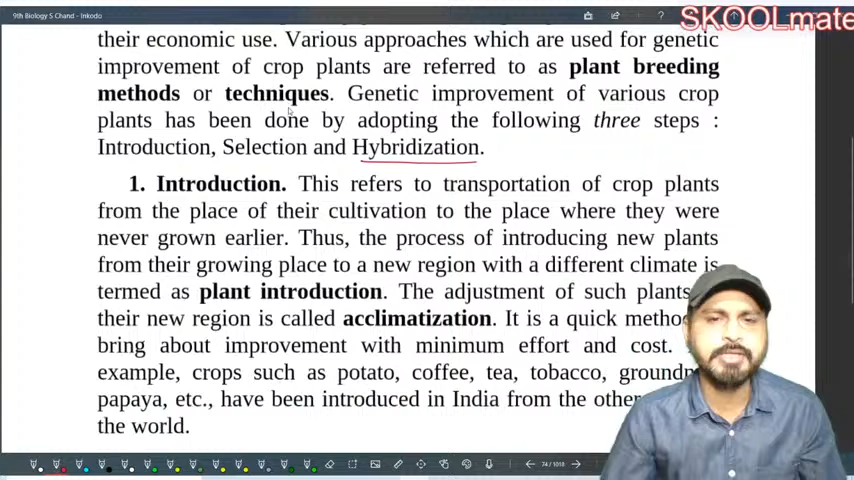 9th Biology S Chand - Inkodo
SKOOLmate
their economic use. Various approaches which are used for genetic
improvement of crop plants are referred to as plant breeding
methods or techniques. Genetic improvement of various crop
plants has been done by adopting the following three steps :
Introduction, Selection and Hybridization.
1. Introduction. This refers to transportation of crop plants
from the place of their cultivation to the place where they were
never grown earlier. Thus, the process of introducing new plants
from their growing place to a new region with a different climate is
termed as plant introduction. The adjustment of such plants
their new region is called acclimatization. It is a quick method
bring about improvement with minimum effort and cost.
example, crops such as potato, coffee, tea, tobacco, groundnut
papaya, etc., have been introduced in India from the other
the world.
74 / 1018